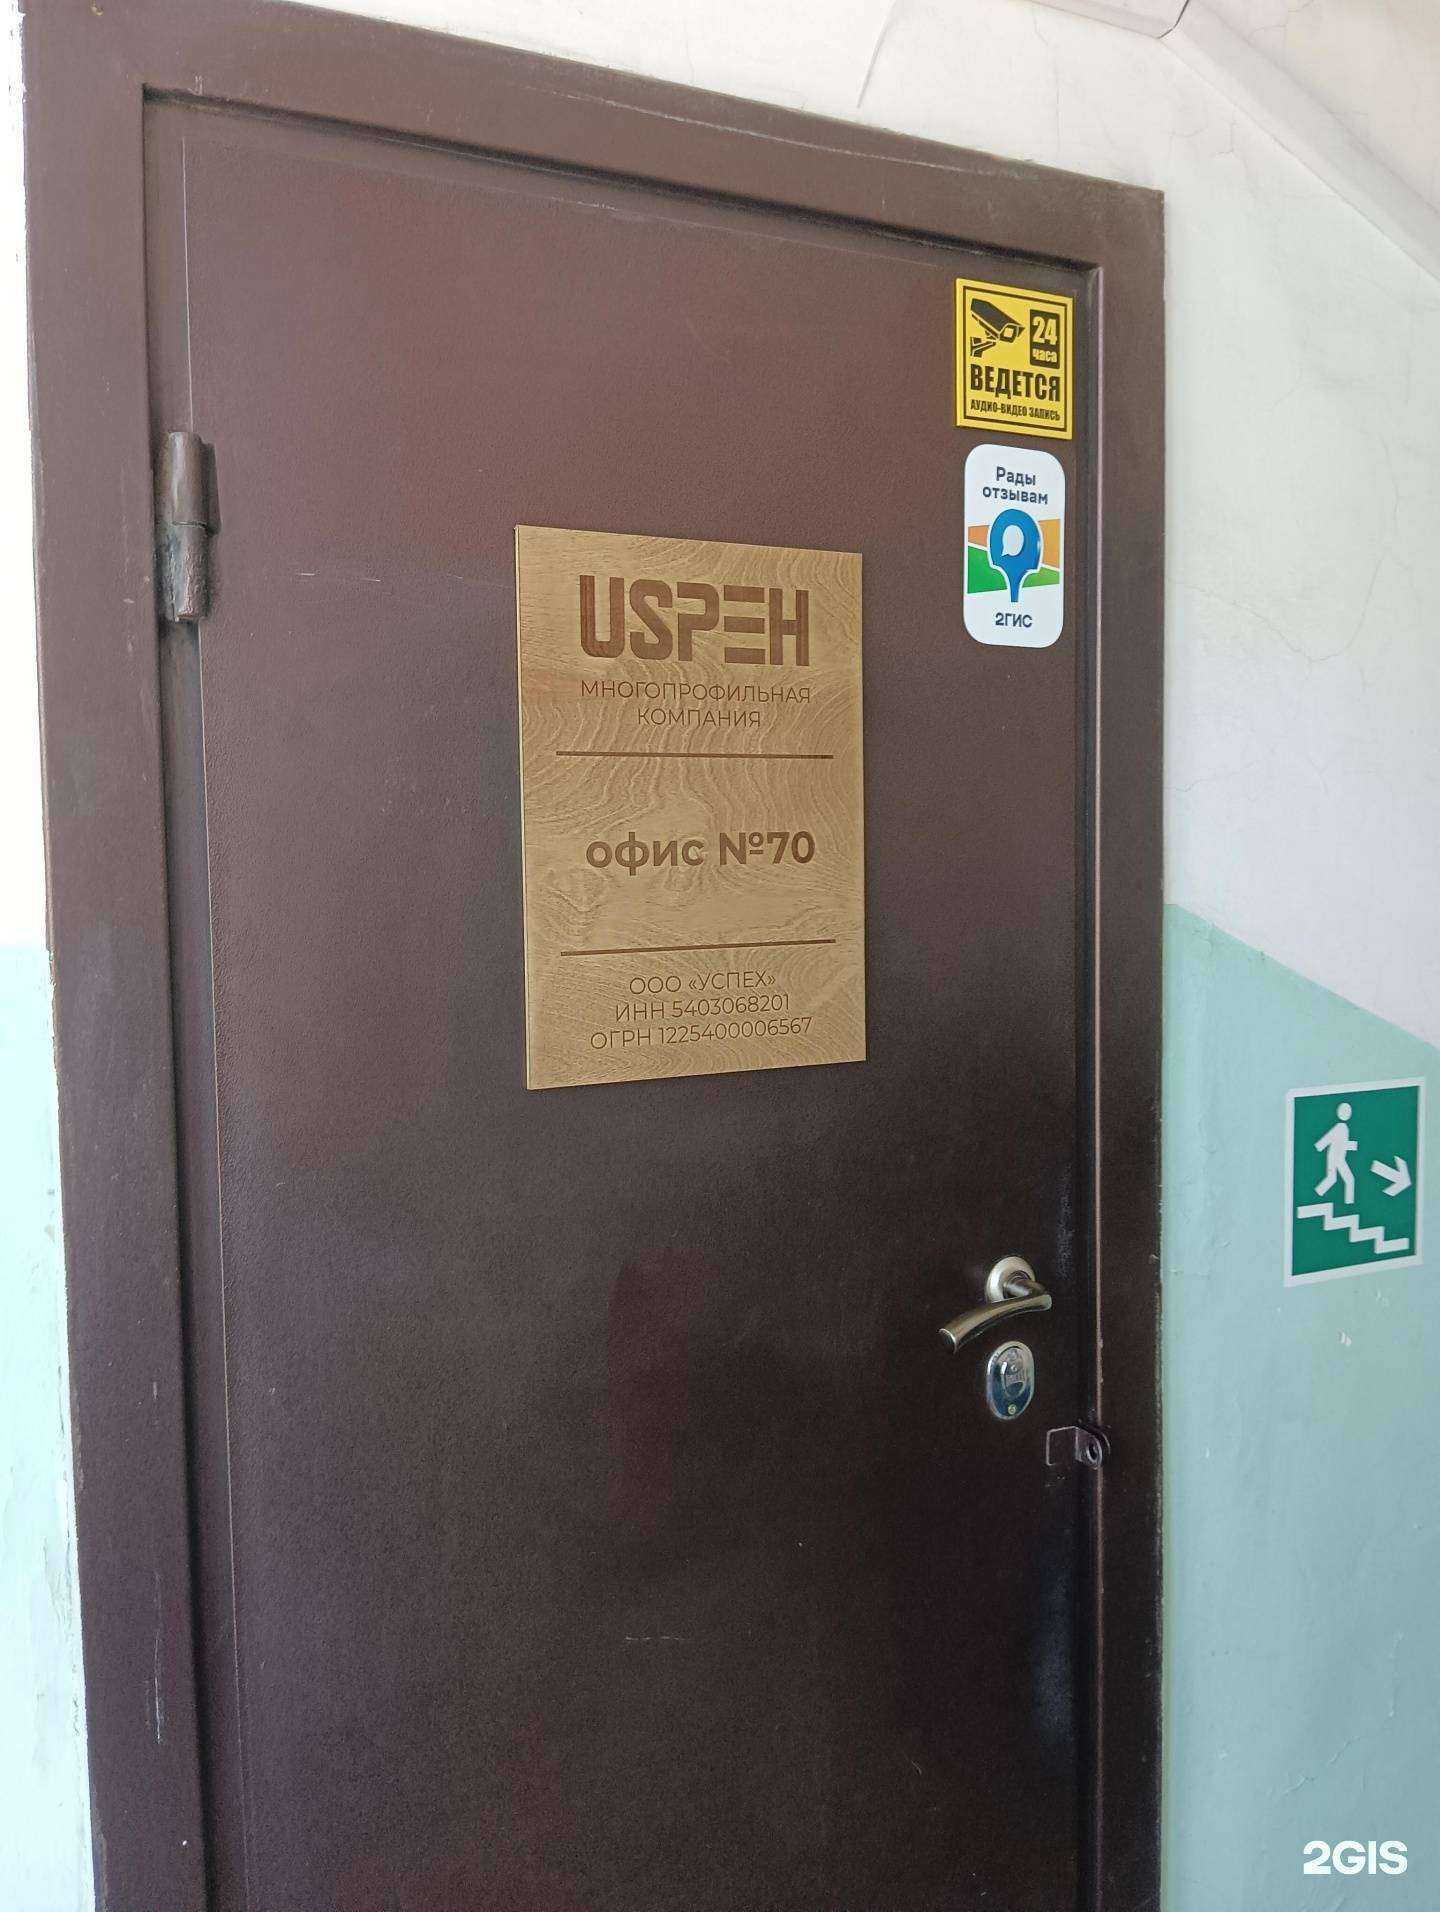 24
часа
ВЕДЕТСЯ
АУДИО-ВИДЕО ЗАПИСЬ
Рады
отзывам
2ГИС
USPEH
МНОГОПРОФИЛЬНАЯ
КОМПАНИЯ
офис №70
ООО «УСПЕХ»
ИНН 5403068201
ОГРН 1225400006567
2GIS